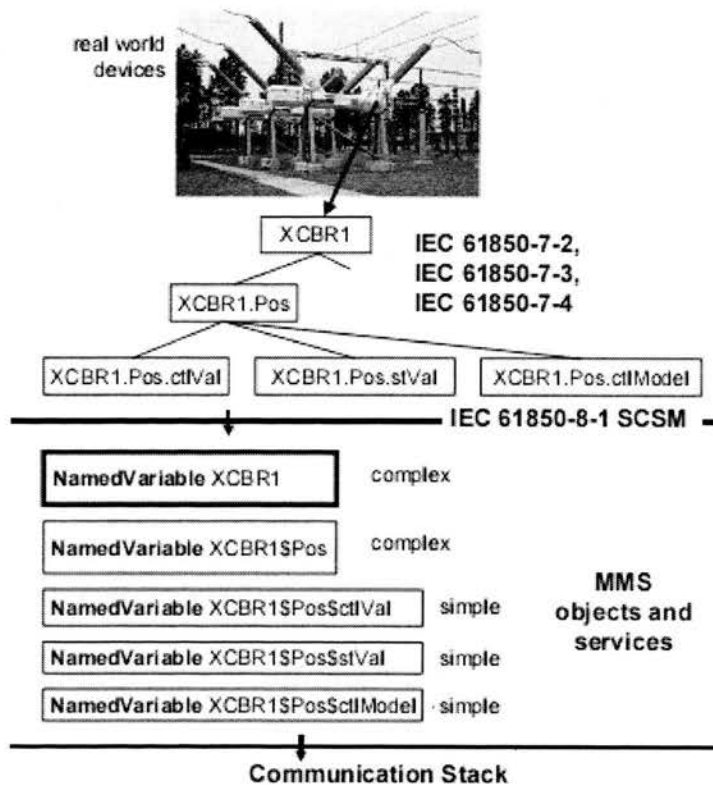 real world
devices
XCBR1
IEC 61850-7-2,
IEC 61850-7-3,
IEC 61850-7-4
XCBR1.Pos
XCBR1.Pos.ctlVal
XCBR1.Pos.stVal
XCBR1.Pos.ctlModel
IEC 61850-8-1 SCSM
NamedVariable XCBR1
complex
NamedVariable XCBR1$Pos
complex
NamedVariable XCBR1$Pos$ctlVal
simple
NamedVariable XCBR1$Pos$stVal
simple
NamedVariable XCBR1$Pos$ctlModel
simple
MMS
objects and
services
Communication Stack